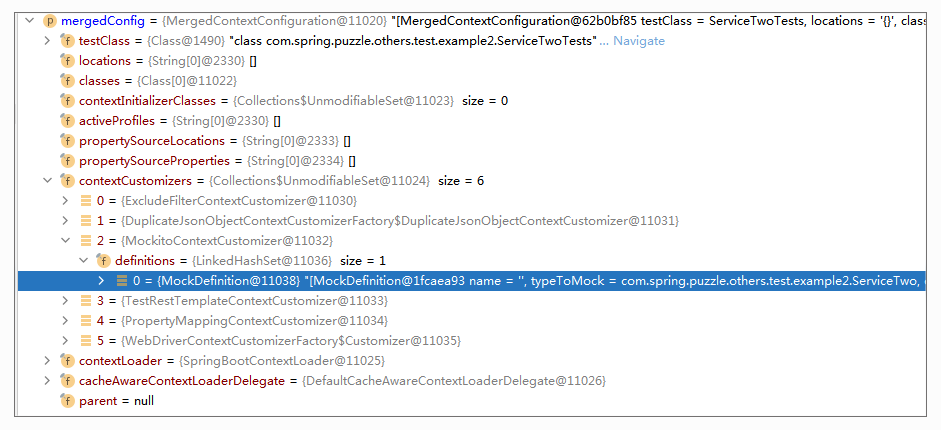 mergedConfig = {MergedContextConfiguration@11020} "[MergedContextConfiguration@62b0bf85 testClass = ServiceTwoTests, locations = '{}', clas
testClass = {Class@1490} "class com.spring.puzzle.others.test.example2.ServiceTwoTests"... Navigate
locations = {String[0]@2330} []
classes = {Class[0]@11022}
contextInitializerClasses = {Collections$UnmodifiableSet@11023} size = 0
activeProfiles = {String[0]@2330} []
propertySourceLocations = {String[0]@2333} []
propertySourceProperties = {String[0]@2334} []
contextCustomizers = {Collections$UnmodifiableSet@11024} size = 6
0 = {ExcludeFilterContextCustomizer@11030}
1 = {DuplicateJsonObjectContextCustomizerFactory$DuplicateJsonObjectContextCustomizer@11031}
2 = {MockitoContextCustomizer@11032}
definitions = {LinkedHashSet@11036} size = 1
0 = {MockDefinition@11038} "[MockDefinition@1fcaea93 name = '', typeToMock = com.spring.puzzle.others.test.example2.ServiceTwo,
3 = {TestRestTemplateContextCustomizer@11033}
4 = {PropertyMappingContextCustomizer@11034}
5 = {WebDriverContextCustomizerFactory$Customizer@11035}
contextLoader = {SpringBootContextLoader@11025}
cacheAwareContextLoaderDelegate = {DefaultCacheAwareContextLoaderDelegate@11026}
parent = null